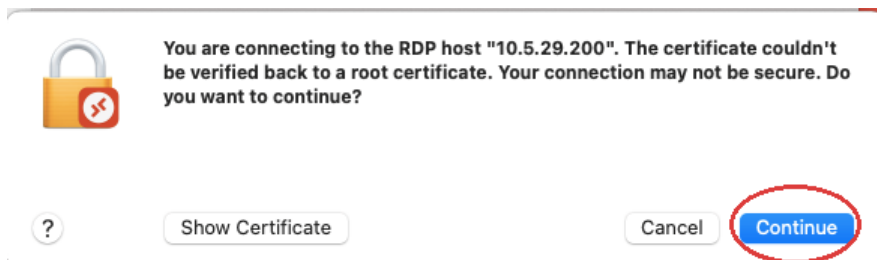 You are connecting to the RDP host "10.5.29.200". The certificate couldn't
be verified back to a root certificate. Your connection may not be secure. Do
you want to continue?
? Show Certificate Cancel Continue